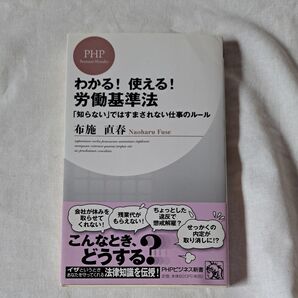 PHP
Business Shinsho
わかる! 使える!
労働基準法
「知らない」ではすまされない仕事のルール
布施 直春
Naoharu Fuse
会社が休みを
取らせてくれない!
残業代が
もらえない!
ちょっとした
違反で
懲戒解雇?
せっかくの
内定が
取り消しに!?
こんなとき、
どうする?
イザというとき
あなたを守ってくれる
法律知識を伝授!
PHPビジネス新書